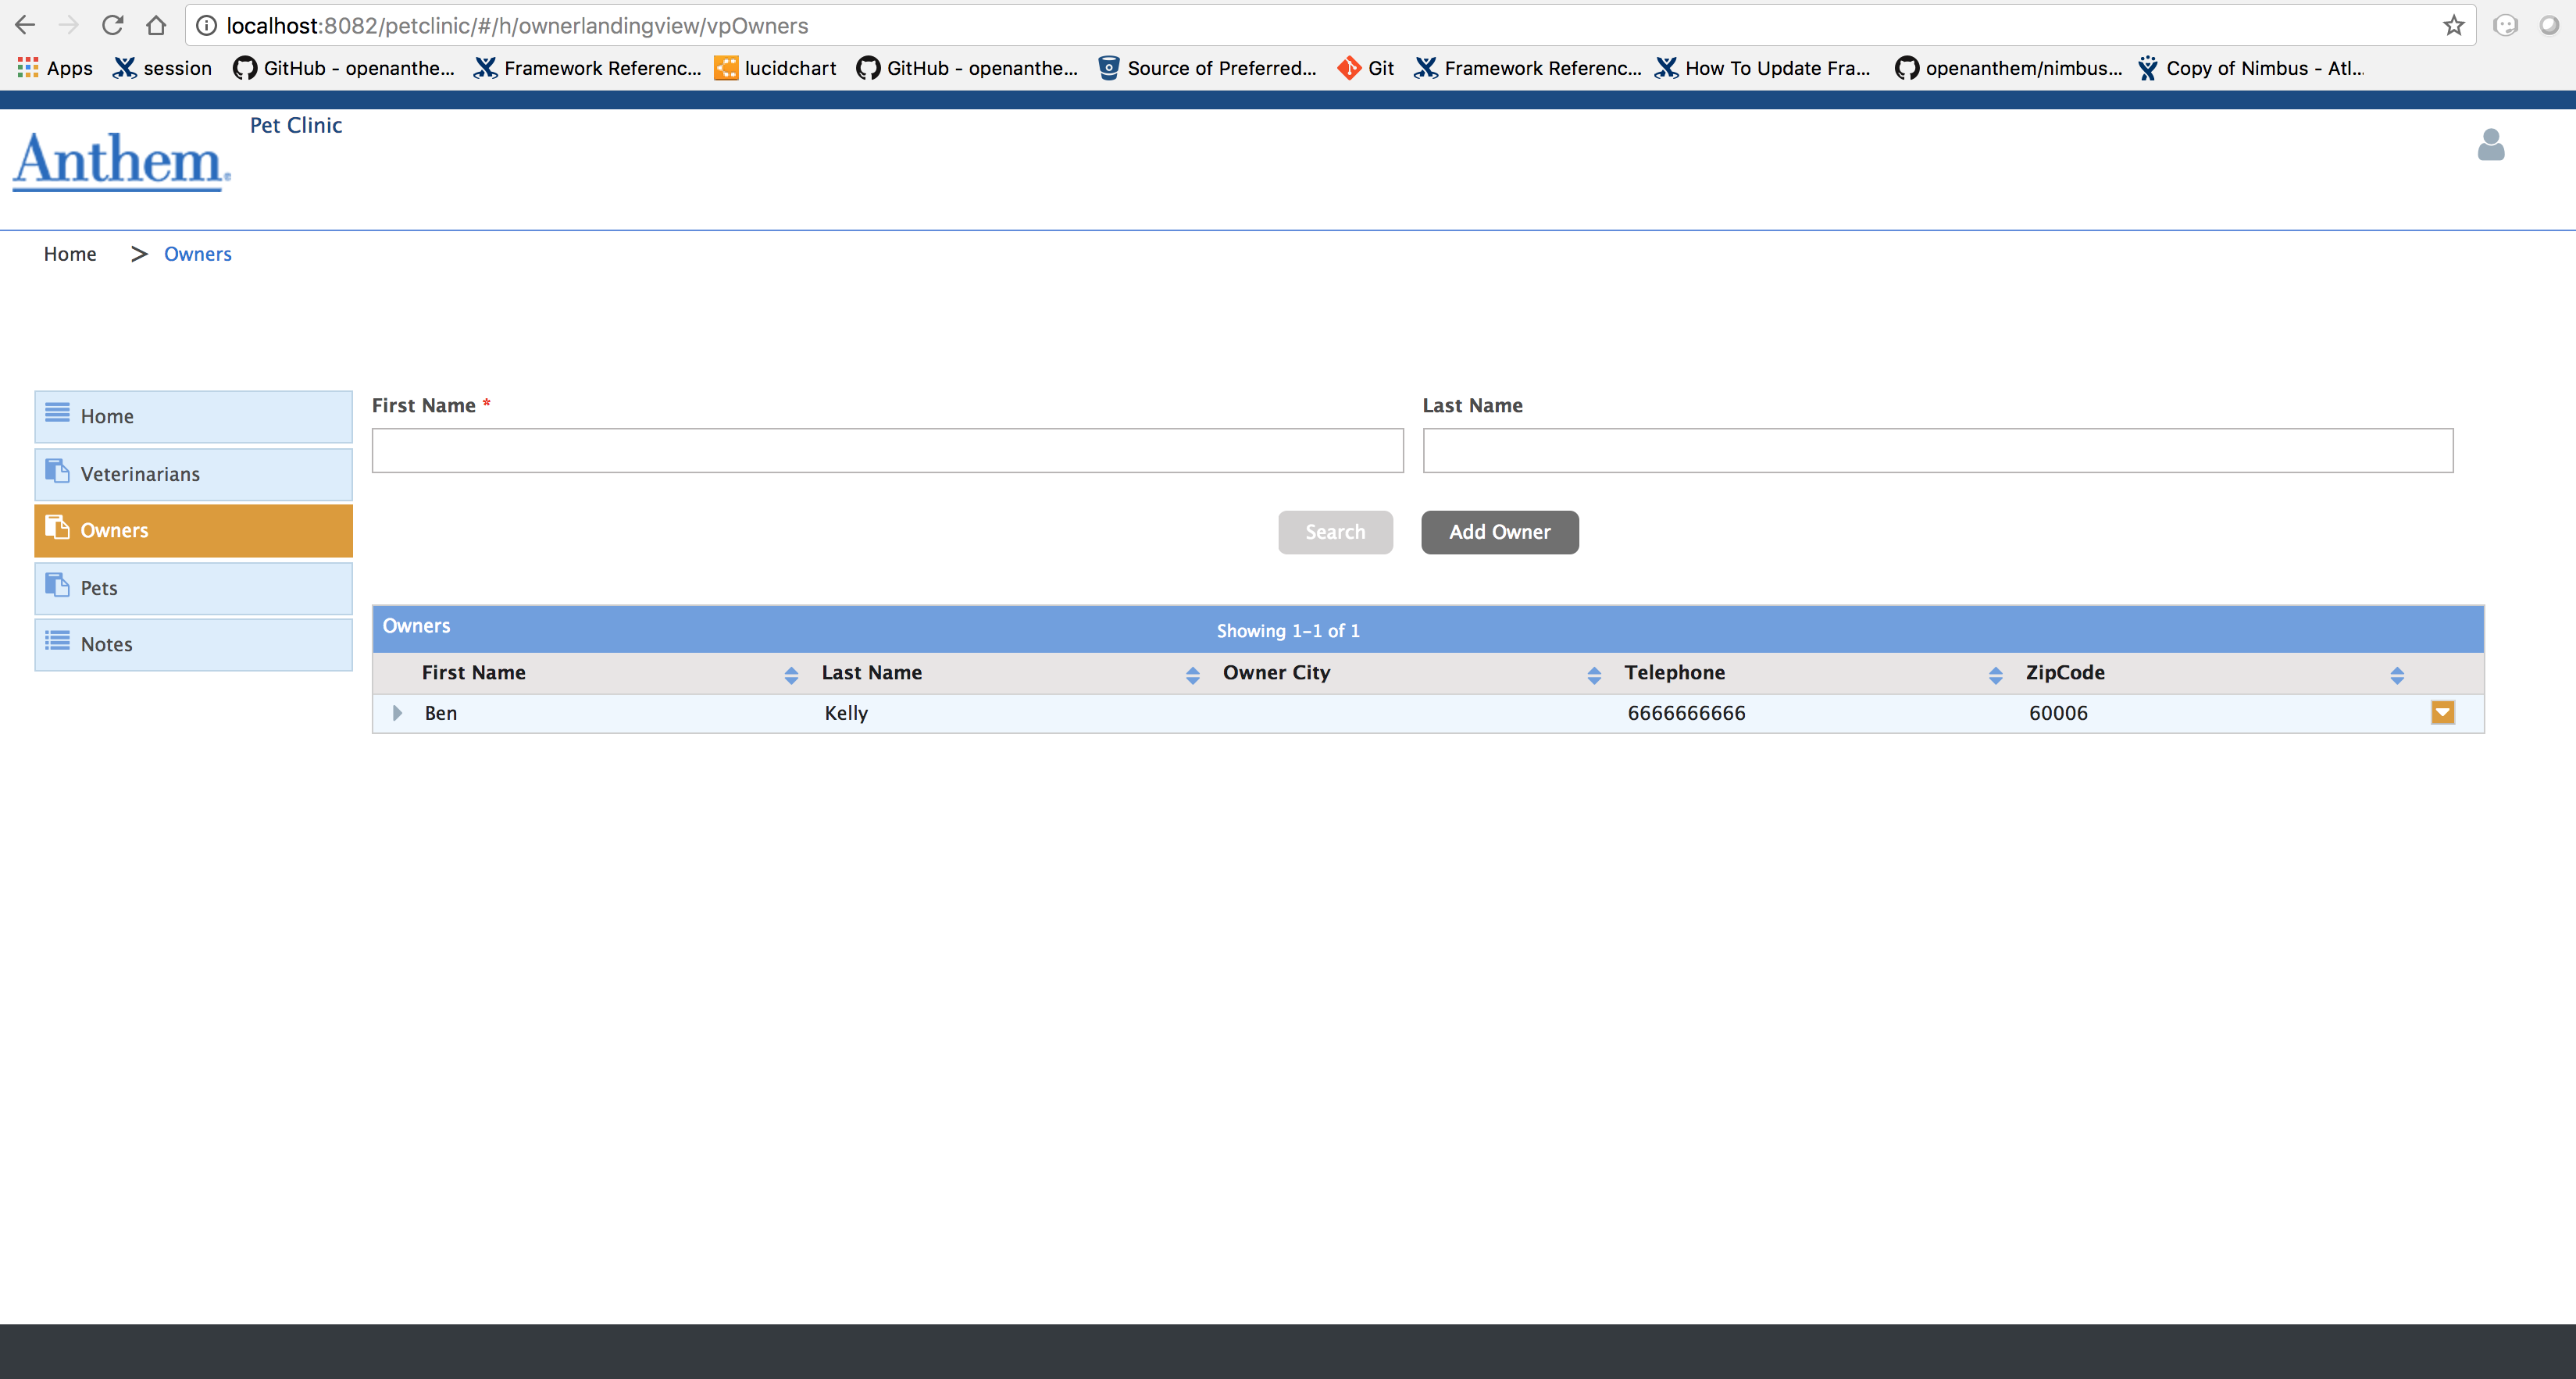 localhost:8082/petclinic/#/h/ownerlandingview/vpOwners
Apps session GitHub - openanthe... Framework Referenc... lucidchart GitHub - openanthe... Source of Preferred... Git Framework Referenc... How To Update Fra... openanthem/nimbus... Copy of Nimbus - Atl...
Pet Clinic
Anthem®
Home > Owners
Home
Veterinarians
Owners
Pets
Notes
First Name * Last Name
Search Add Owner
Owners Showing 1-1 of 1
First Name Last Name Owner City Telephone ZipCode
Ben Kelly 6666666666 60006